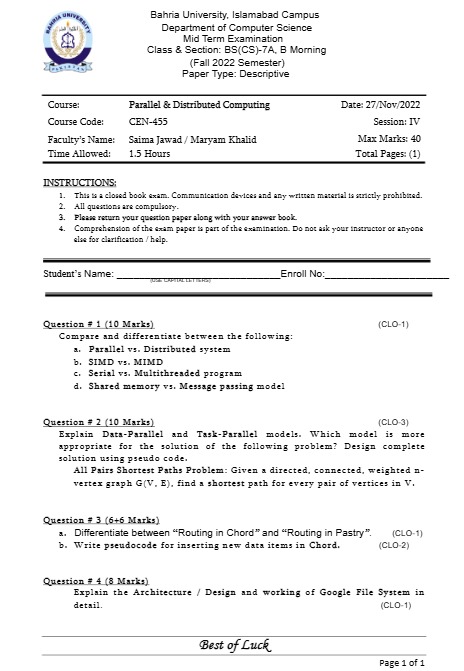 BAHRIA UNIVERSITY
Bahria University, Islamabad Campus
Department of Computer Science
Mid Term Examination
Class & Section: BS(CS)-7A, B Morning
(Fall 2022 Semester)
Paper Type: Descriptive
Course: Parallel & Distributed Computing Date: 27/Nov/2022
Course Code: CEN-455 Session: IV
Faculty's Name: Saima Jawad / Maryam Khalid Max Marks: 40
Time Allowed: 1.5 Hours Total Pages: (1)
INSTRUCTIONS:
1. This is a closed book exam. Communication devices and any written material is strictly prohibited.
2. All questions are compulsory.
3. Please return your question paper along with your answer book.
4. Comprehension of the exam paper is part of the examination. Do not ask your instructor or anyone
else for clarification / help.
Student's Name: ______________________________Enroll No:______________________
(USE CAPITAL LETTERS)
Question # 1 (10 Marks) (CLO-1)
Compare and differentiate between the following:
a. Parallel vs. Distributed system
b. SIMD vs. MIMD
c. Serial vs. Multithreaded program
d. Shared memory vs. Message passing model
Question # 2 (10 Marks) (CLO-3)
Explain Data-Parallel and Task-Parallel models. Which model is more
appropriate for the solution of the following problem? Design complete
solution using pseudo code.
All Pairs Shortest Paths Problem: Given a directed, connected, weighted n-
vertex graph G(V, E), find a shortest path for every pair of vertices in V.
Question # 3 (6+6 Marks)
a. Differentiate between “Routing in Chord” and “Routing in Pastry”. (CLO-1)
b. Write pseudocode for inserting new data items in Chord. (CLO-2)
Question # 4 (8 Marks)
Explain the Architecture / Design and working of Google File System in
detail. (CLO-1)
Best of Luck
Page 1 of 1